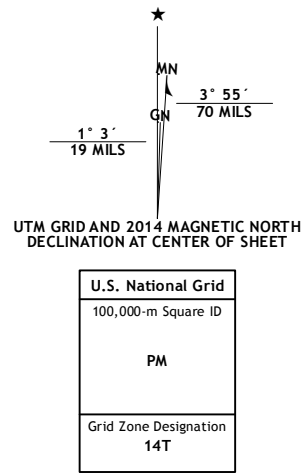 ★
MN
3° 55´
70 MILS
GN
1° 3´
19 MILS
UTM GRID AND 2014 MAGNETIC NORTH
DECLINATION AT CENTER OF SHEET
U.S. National Grid
100,000-m Square ID
PM
Grid Zone Designation
14T